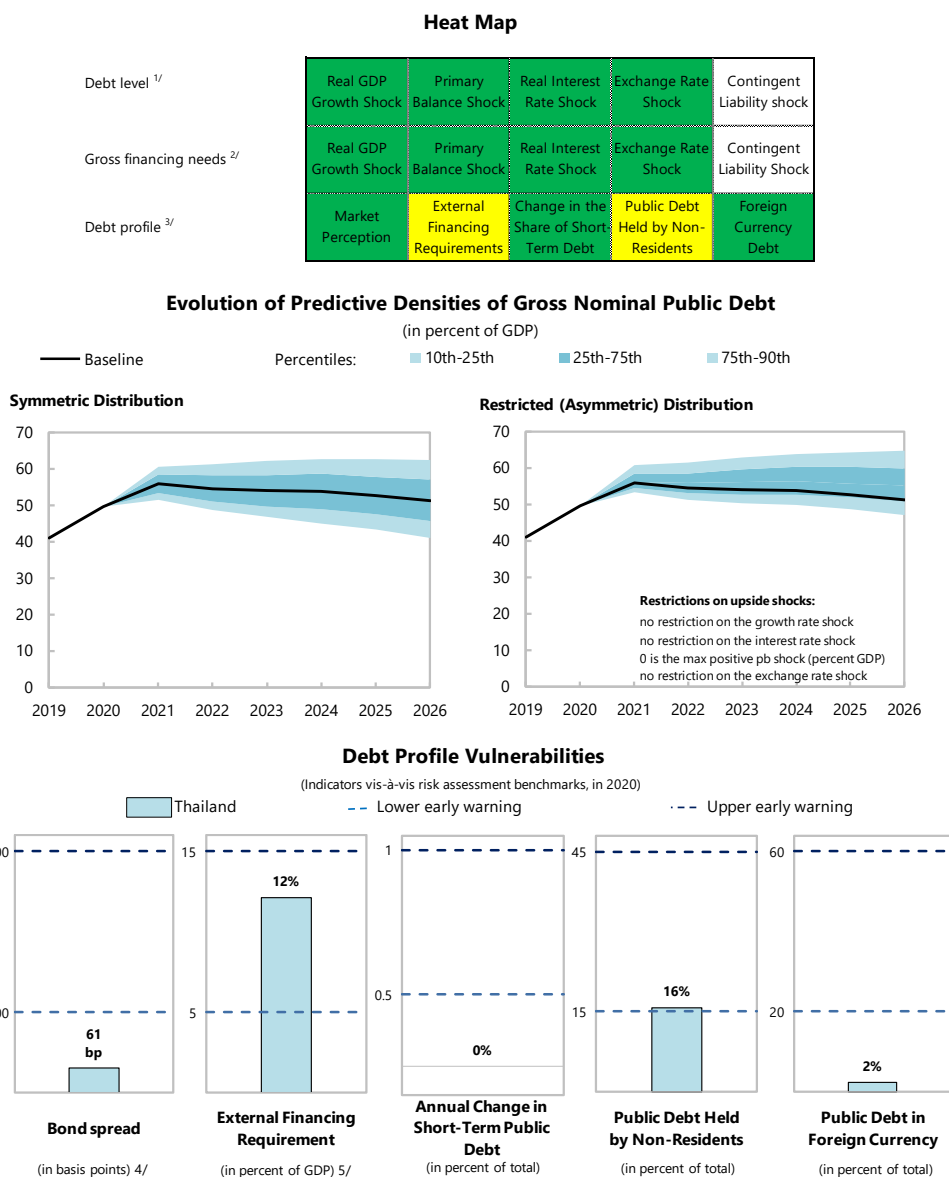 Heat Map
Debt level 1/
Real GDP Growth Shock
Primary Balance Shock
Real Interest Rate Shock
Exchange Rate Shock
Contingent Liability shock
Gross financing needs 2/
Real GDP Growth Shock
Primary Balance Shock
Real Interest Rate Shock
Exchange Rate Shock
Contingent Liability Shock
Debt profile 3/
Market Perception
External Financing Requirements
Change in the Share of Short-Term Debt
Public Debt Held by Non-Residents
Foreign Currency Debt
Evolution of Predictive Densities of Gross Nominal Public Debt
(in percent of GDP)
Baseline
Percentiles:
10th-25th
25th-75th
75th-90th
Symmetric Distribution
70
60
50
40
30
20
10
0
2019 2020 2021 2022 2023 2024 2025 2026
Restricted (Asymmetric) Distribution
70
60
50
40
30
20
10
0
Restrictions on upside shocks:
no restriction on the growth rate shock
no restriction on the interest rate shock
0 is the max positive pb shock (percent GDP)
no restriction on the exchange rate shock
2019 2020 2021 2022 2023 2024 2025 2026
Debt Profile Vulnerabilities
(Indicators vis-à-vis risk assessment benchmarks, in 2020)
Thailand
Lower early warning
Upper early warning
61
bp
Bond spread
(in basis points) 4/
15
12%
5
External Financing
Requirement
(in percent of GDP) 5/
1
0.5
0%
Annual Change in
Short-Term Public
Debt
(in percent of total)
45
16%
15
Public Debt Held
by Non-Residents
(in percent of total)
60
20
2%
Public Debt in
Foreign Currency
(in percent of total)